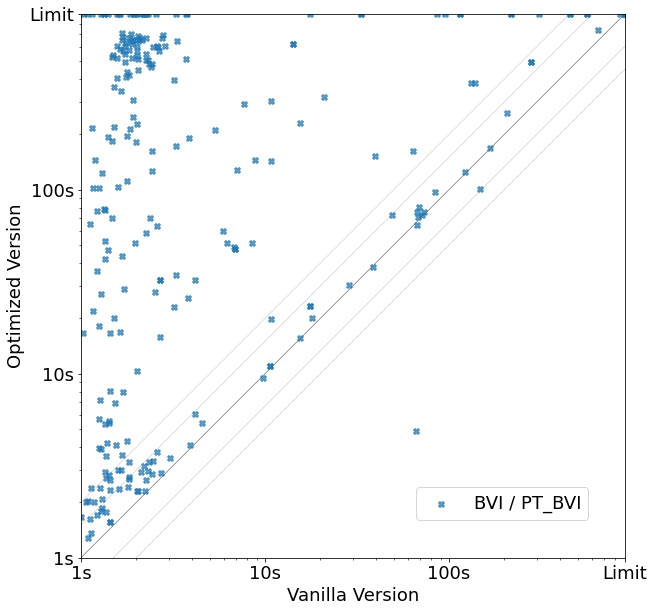 Limit
100s
10s
1s
Optimized Version
BVI / PT_BVI
1s
10s
100s
Limit
Vanilla Version